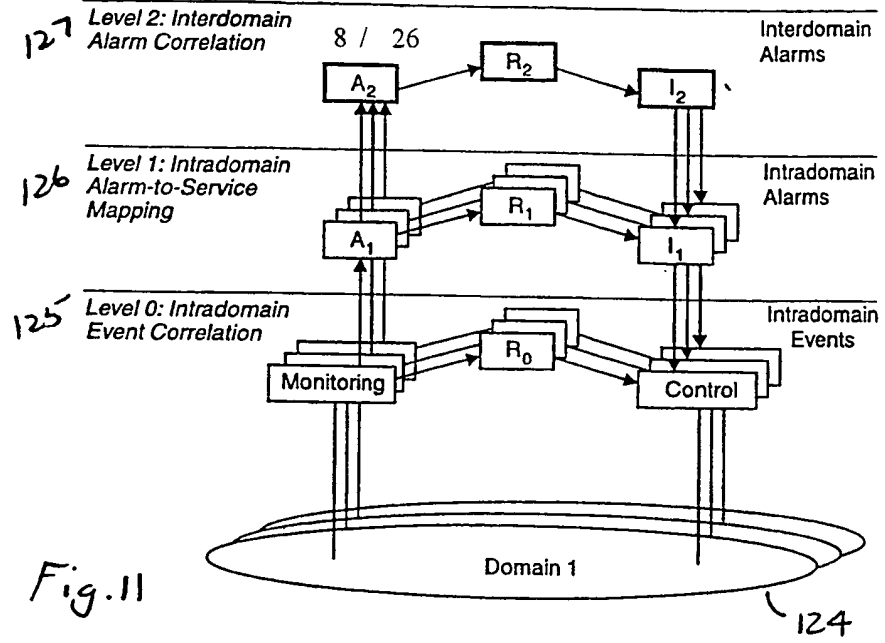 127
Level 2: Interdomain
Alarm Correlation
8 / 26
Interdomain
Alarms
A2
R2
I2
126
Level 1: Intradomain
Alarm-to-Service
Mapping
Intradomain
Alarms
A1
R1
I1
125
Level 0: Intradomain
Event Correlation
Intradomain
Events
Monitoring
R0
Control
Domain 1
Fig.11
124